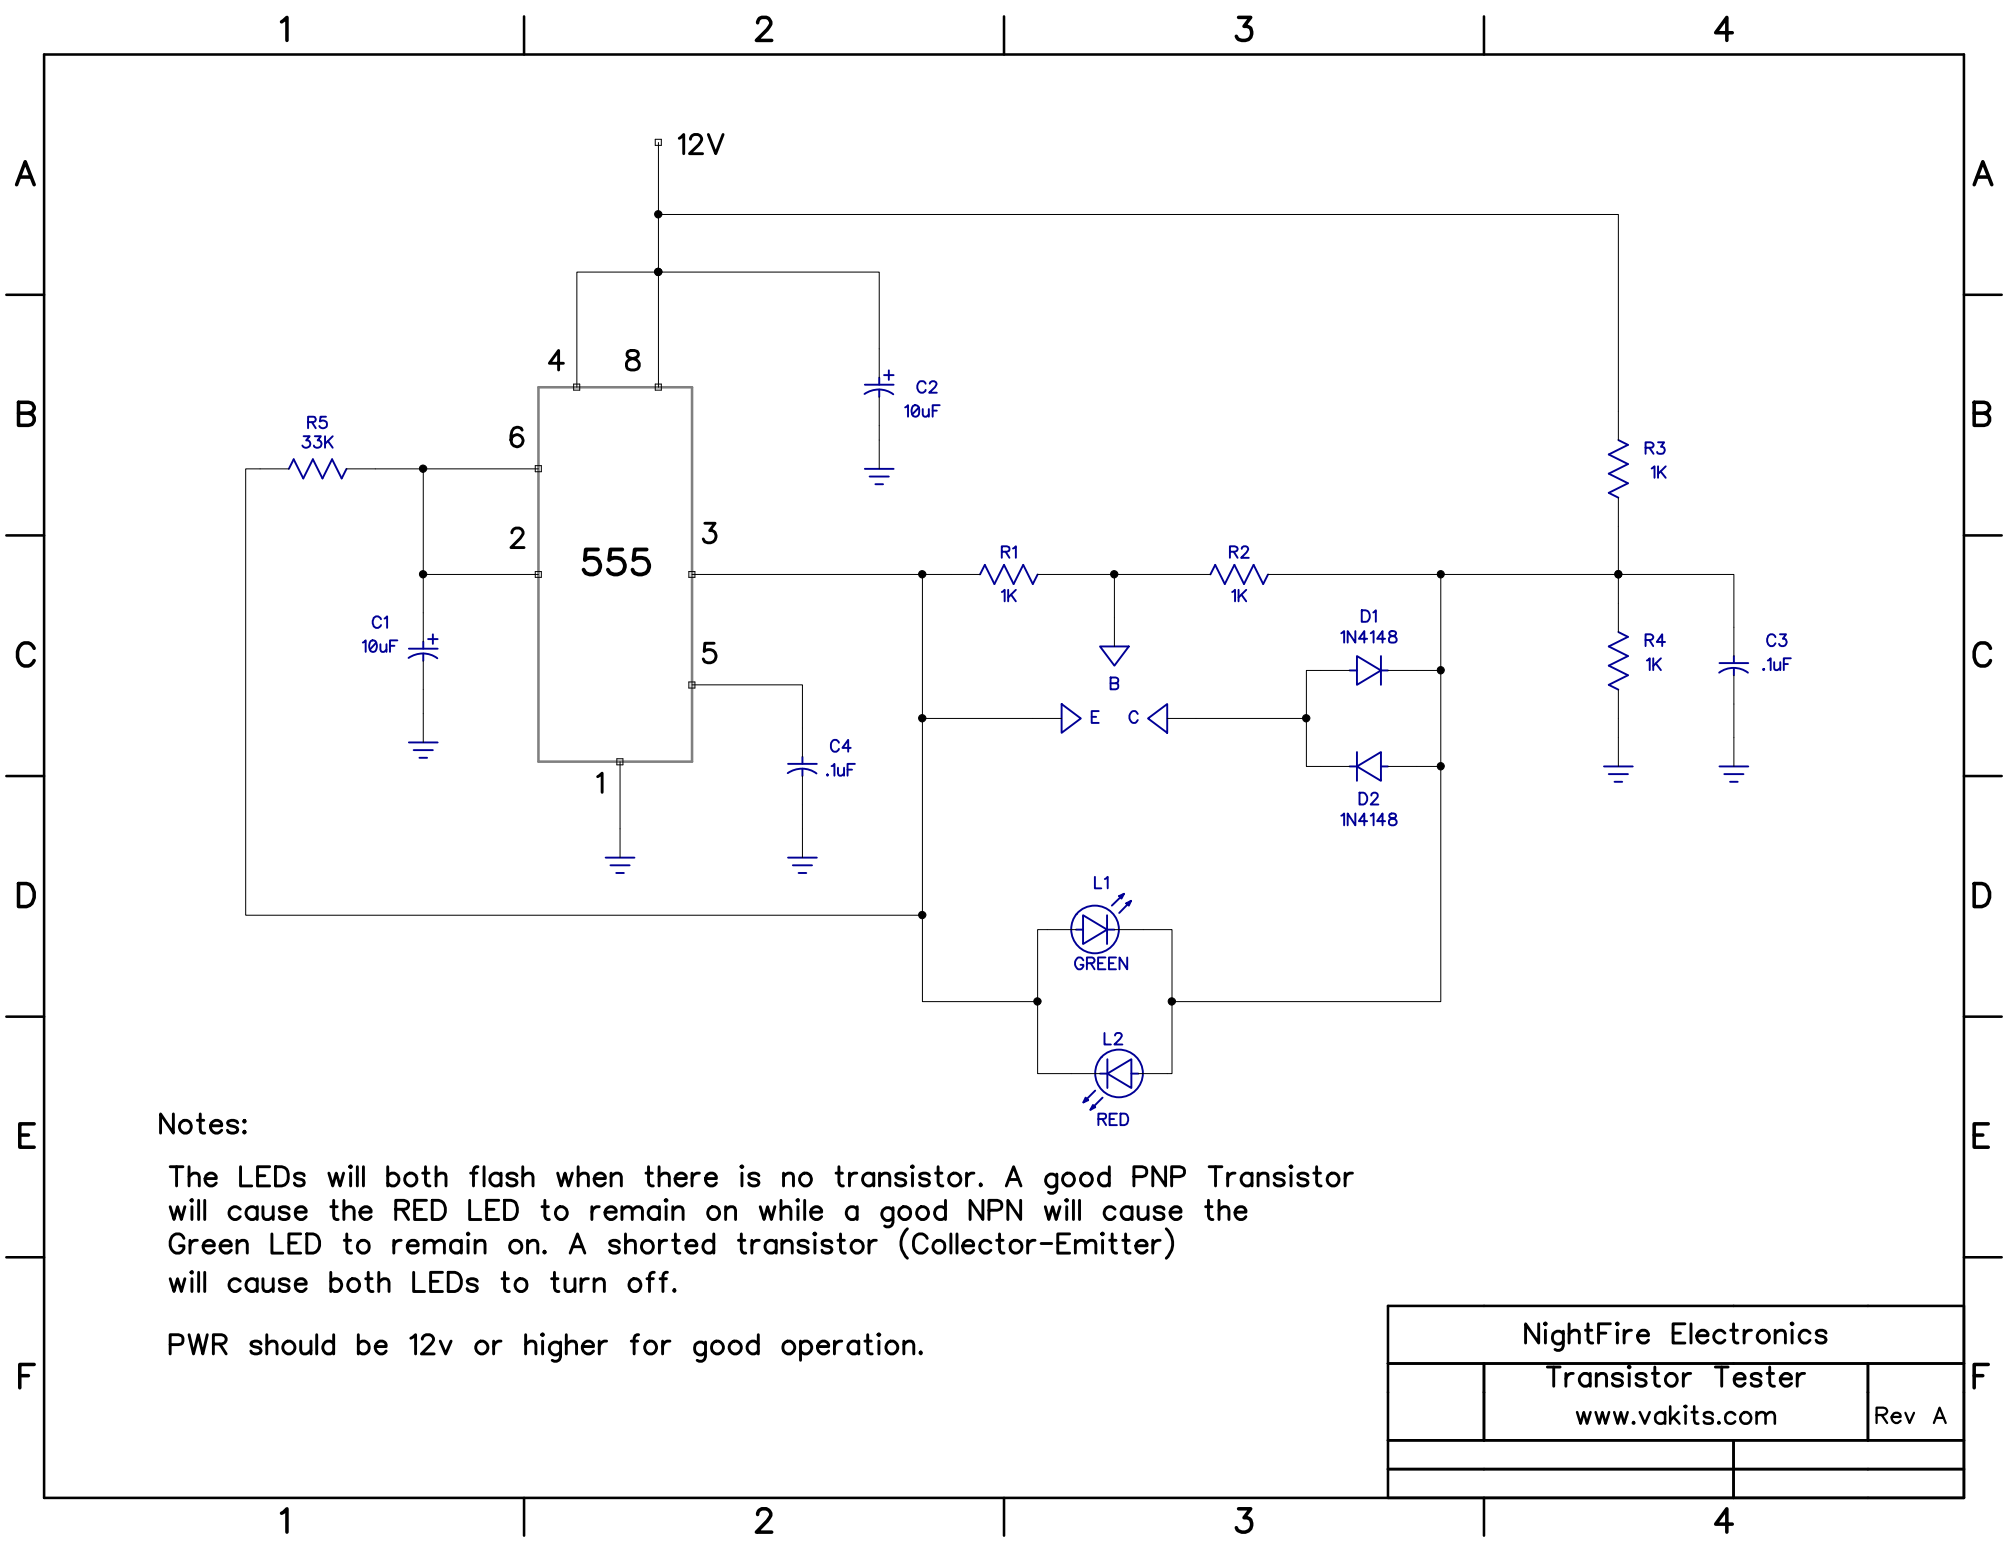 1 2 3 4
12V
A A
4 8
C2
10uF
B B
R5
33K
6
R3
1K
2 3
555
R1 R2
1K 1K
C1
10uF
5
D1
1N4148
R4
1K
C3
.1uF
C C
B
E C
C4
.1uF
1
D2
1N4148
D D
L1
GREEN
L2
RED
E E
Notes:
The LEDs will both flash when there is no transistor. A good PNP Transistor
will cause the RED LED to remain on while a good NPN will cause the
Green LED to remain on. A shorted transistor (Collector-Emitter)
will cause both LEDs to turn off.
PWR should be 12v or higher for good operation.
F F
NightFire Electronics
Transistor Tester
www.vakits.com
Rev A
1 2 3 4